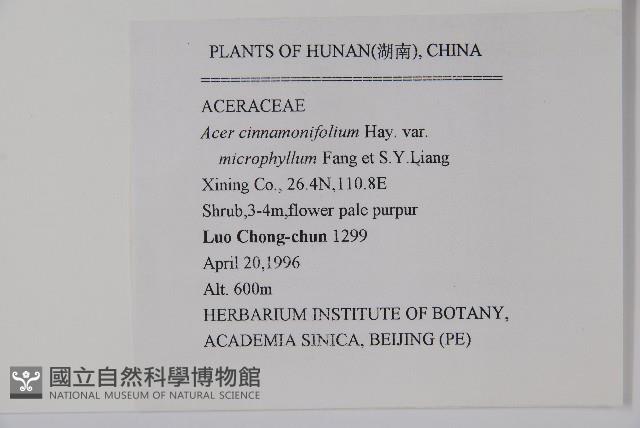 PLANTS OF HUNAN(湖南), CHINA
================================
ACERACEAE
Acer cinnamonifolium Hay. var.
microphyllum Fang et S.Y.Liang
Xining Co., 26.4N,110.8E
Shrub,3-4m,flower pale purpur
Luo Chong-chun 1299
April 20,1996
Alt. 600m
HERBARIUM INSTITUTE OF BOTANY,
ACADEMIA SINICA, BEIJING (PE)
國立自然科學博物館
NATIONAL MUSEUM OF NATURAL SCIENCE